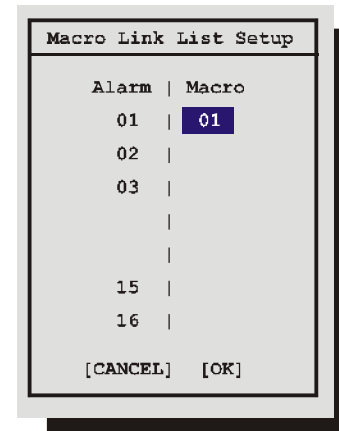 Macro Link List Setup
Alarm | Macro
01 | 01
02 |
03 |
|
|
15 |
16 |
[CANCEL] [OK]